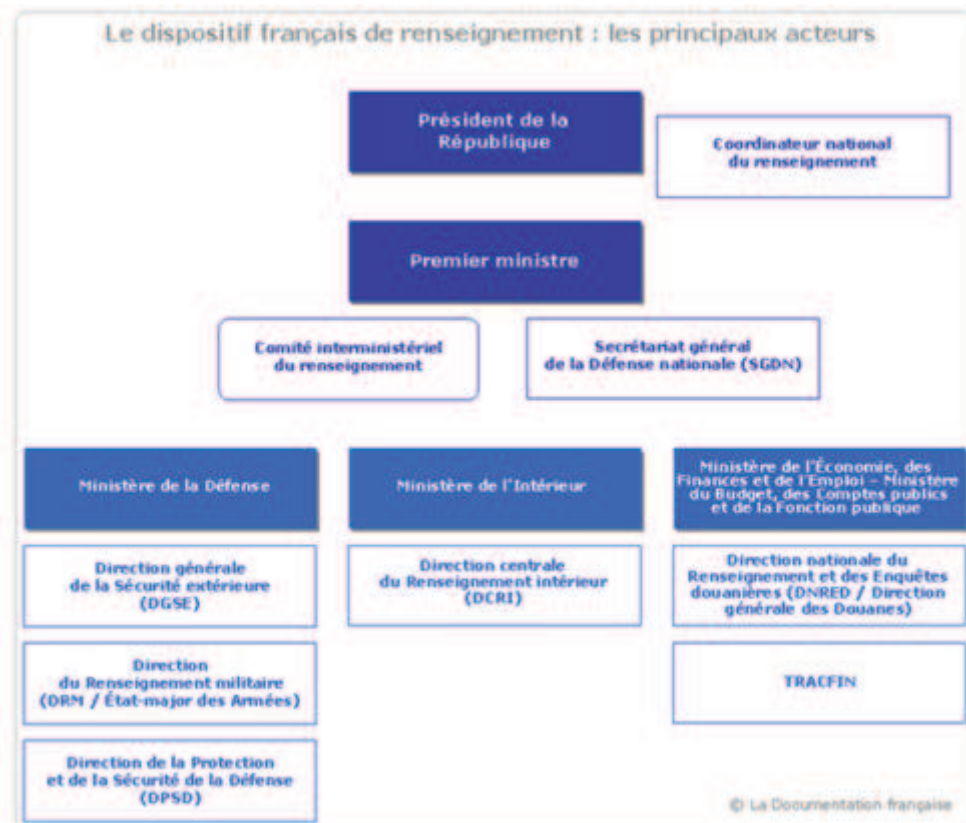 Le dispositif français de renseignement : les principaux acteurs
Président de la
République
Coordinateur national
du renseignement
Premier ministre
Comité interministériel
du renseignement
Secrétariat général
de la Défense nationale (SGDN)
Ministère de la Défense
Ministère de l'Intérieur
Ministère de l'Économie, des
Finances et de l'Emploi – Ministère
du Budget, des Comptes publics
et de la Fonction publique
Direction générale
de la Sécurité extérieure
(DGSE)
Direction centrale
du Renseignement intérieur
(DCRI)
Direction nationale du
Renseignement et des Enquêtes
douanières (DNRED / Direction
générale des Douanes)
Direction
du Renseignement militaire
(DRM / État-major des Armées)
TRACFIN
Direction de la Protection
et de la Sécurité de la Défense
(DPSD)
© La Documentation française